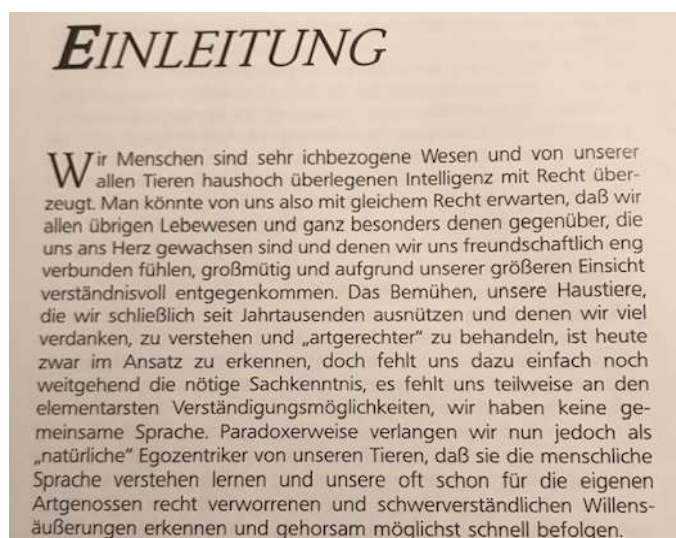 EINLEITUNG
Wir Menschen sind sehr ichbezogene Wesen und von unserer
allen Tieren haushoch überlegenen Intelligenz mit Recht über-
zeugt. Man könnte von uns also mit gleichem Recht erwarten, daß wir
allen übrigen Lebewesen und ganz besonders denen gegenüber, die
uns ans Herz gewachsen sind und denen wir uns freundschaftlich eng
verbunden fühlen, großmütig und aufgrund unserer größeren Einsicht
verständnisvoll entgegenkommen. Das Bemühen, unsere Haustiere,
die wir schließlich seit Jahrtausenden ausnützen und denen wir viel
verdanken, zu verstehen und „artgerechter“ zu behandeln, ist heute
zwar im Ansatz zu erkennen, doch fehlt uns dazu einfach noch
weitgehend die nötige Sachkenntnis, es fehlt uns teilweise an den
elementarsten Verständigungsmöglichkeiten, wir haben keine ge-
meinsame Sprache. Paradoxerweise verlangen wir nun jedoch als
„natürliche“ Egozentriker von unseren Tieren, daß sie die menschliche
Sprache verstehen lernen und unsere oft schon für die eigenen
Artgenossen recht verworrenen und schwerverständlichen Willens-
äußerungen erkennen und gehorsam möglichst schnell befolgen.